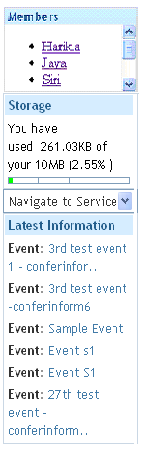 Members
Harika
Jaya
Siri
Storage
You have
used 261.03KB of
your 10MB (2.55% )
Navigate to Service
Latest Information
Event: 3rd test event
1 - conferinfor..
Event: 3rd test event
-conferinform6
Event: Sample Event
Event: Event s1
Event: Event S1
Event: 27th test
event -
conferinform..